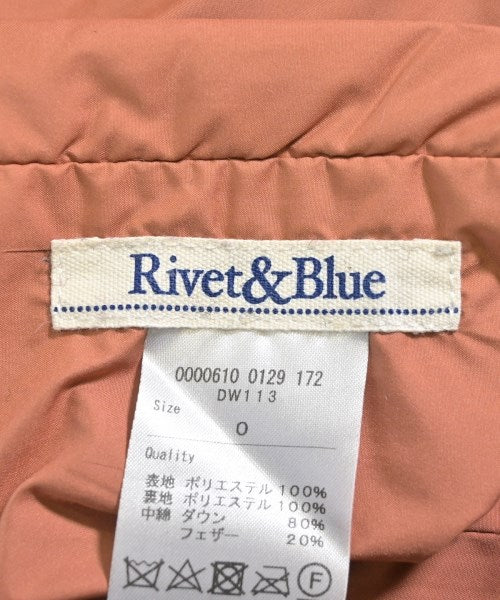 Rivet&Blue
0000610 0129 172
DW113
Size
0
Quality
表地 ポリエステル100%
裏地 ポリエステル100%
中綿 ダウン 80%
フェザー 20%
F